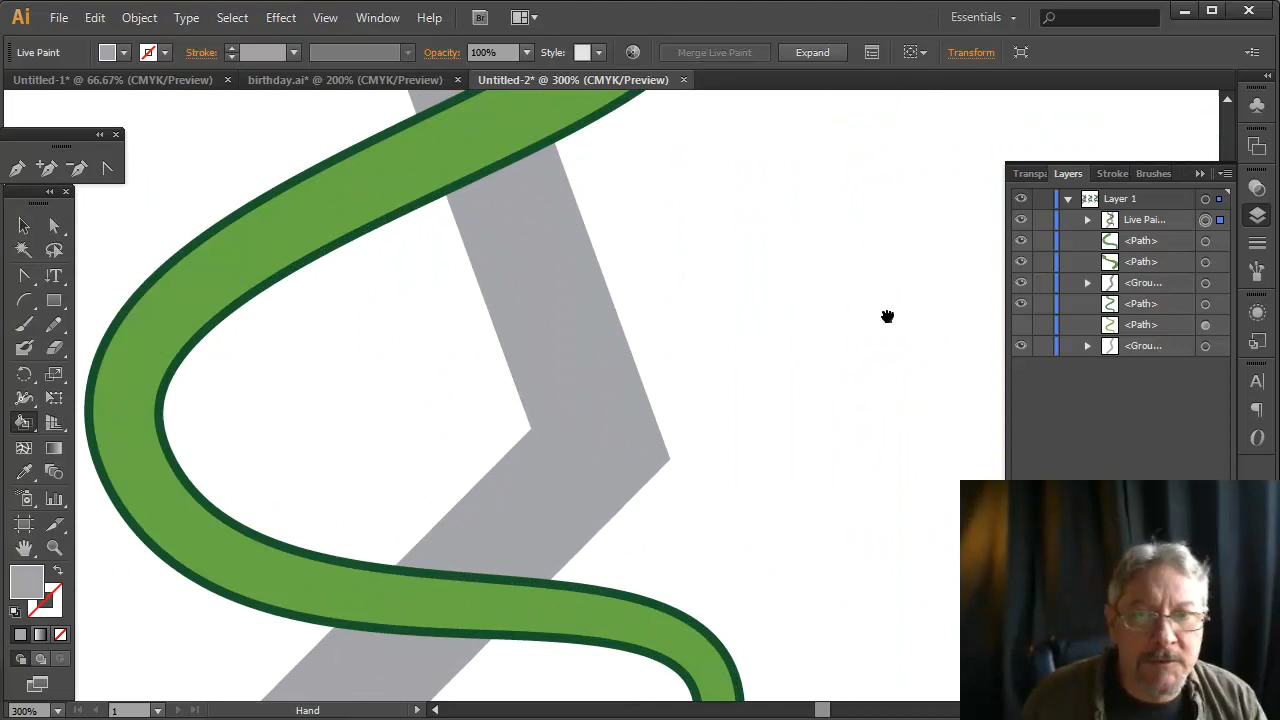 Ai File Edit Object Type Select Effect View Window Help Br Essentials
Live Paint Stroke: Opacity: 100% Style: Merge Live Paint Expand Transform
Untitled-1* @ 66.67% (CMYK/Preview) birthday.ai* @ 200% (CMYK/Preview) Untitled-2* @ 300% (CMYK/Preview)
Transpa Layers Stroke Brushes
Layer 1
Live Pai...
<Path>
<Path>
<Grou...
<Path>
<Path>
<Grou...
300% 1 Hand